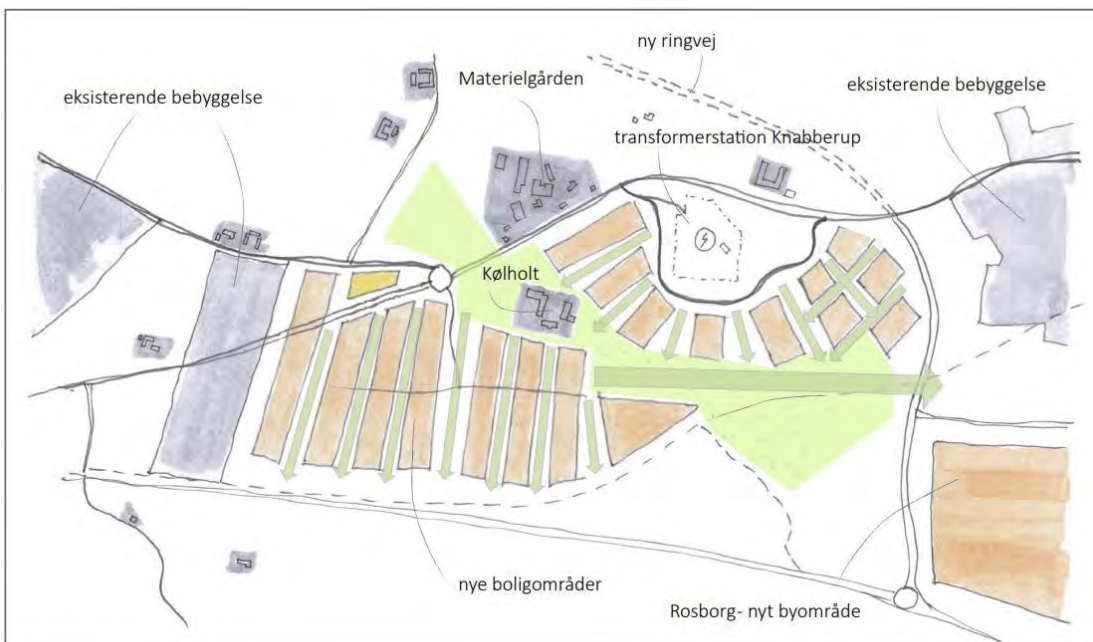 ny ringvej
Materielgården
eksisterende bebyggelse
eksisterende bebyggelse
transformerstation Knabberup
Kølholt
nye boligområder
Rosborg- nyt byområde